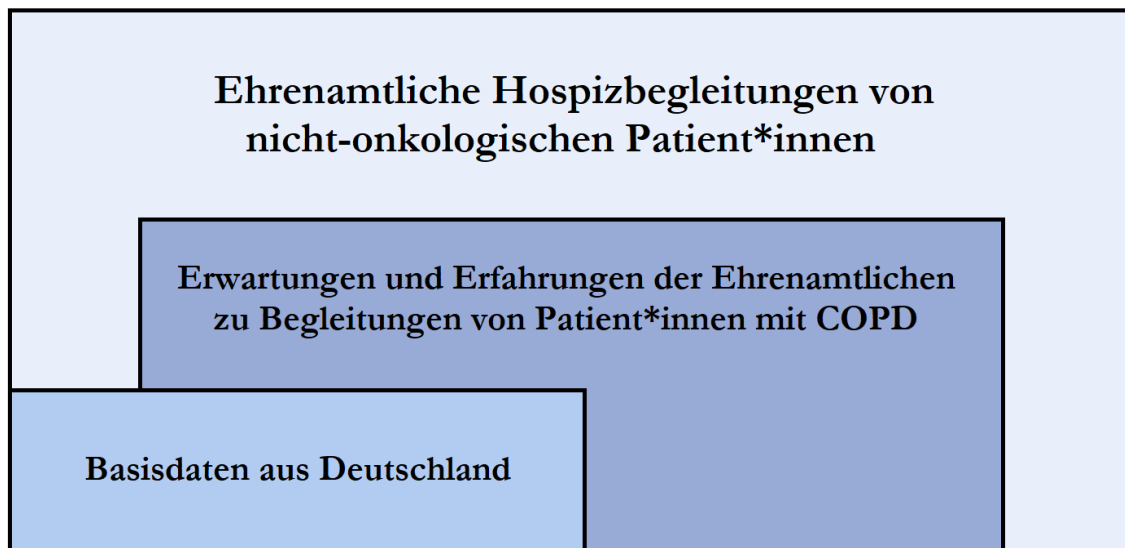 Ehrenamtliche Hospizbegleitungen von
nicht-onkologischen Patient*innen
Erwartungen und Erfahrungen der Ehrenamtlichen
zu Begleitungen von Patient*innen mit COPD
Basisdaten aus Deutschland